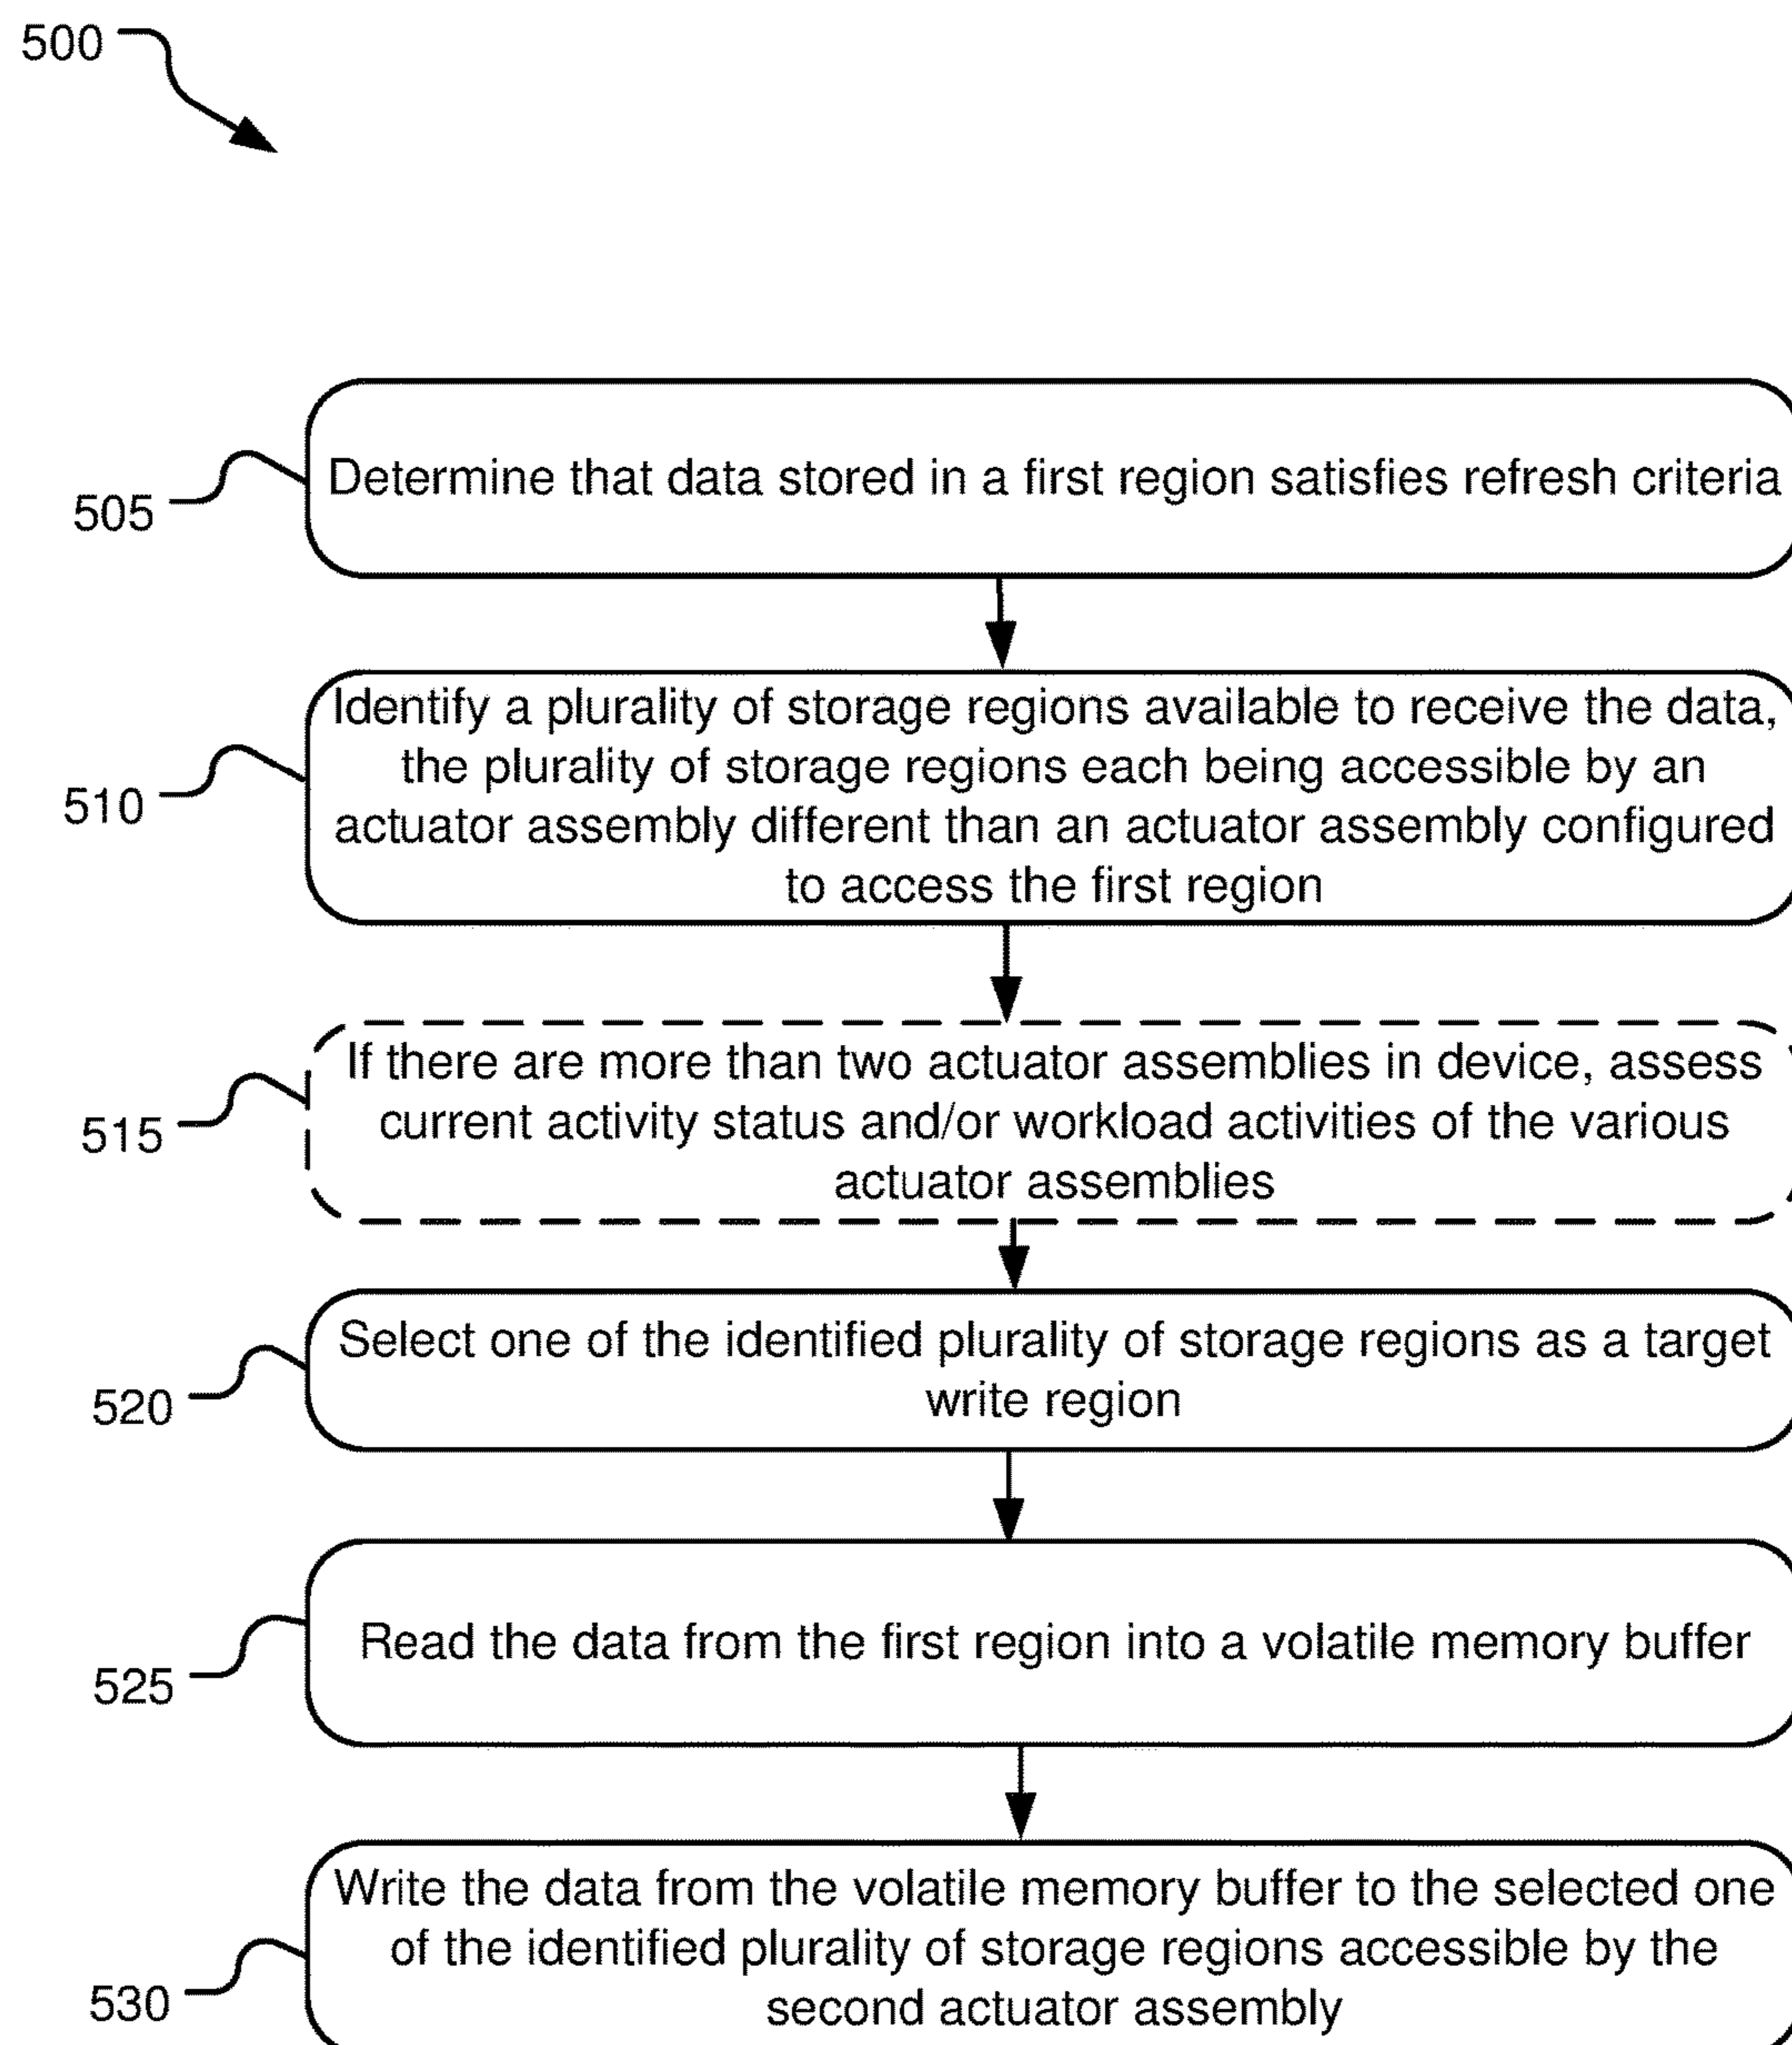 500
Determine that data stored in a first region satisfies refresh criteria
505
Identify a plurality of storage regions available to receive the data,
the plurality of storage regions each being accessible by an
actuator assembly different than an actuator assembly configured
to access the first region
510
If there are more than two actuator assemblies in device, assess
current activity status and/or workload activities of the various
actuator assemblies
515
Select one of the identified plurality of storage regions as a target
write region
520
Read the data from the first region into a volatile memory buffer
525
Write the data from the volatile memory buffer to the selected one
of the identified plurality of storage regions accessible by the
second actuator assembly
530